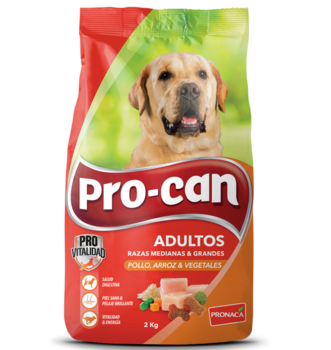 Pro-can
ADULTOS
RAZAS MEDIANAS & GRANDES
POLLO, ARROZ & VEGETALES
PRO
VITALIDAD
SALUD
DIGESTIVA
PIEL SANA &
PELAJE BRILLANTE
VITALIDAD
& ENERGÍA
2 Kg
PRONACA